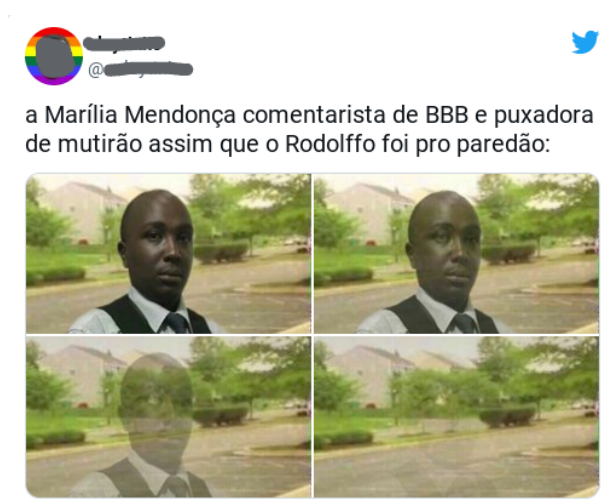 @
a Marília Mendonça comentarista de BBB e puxadora
de mutirão assim que o Rodolffo foi pro paredão: